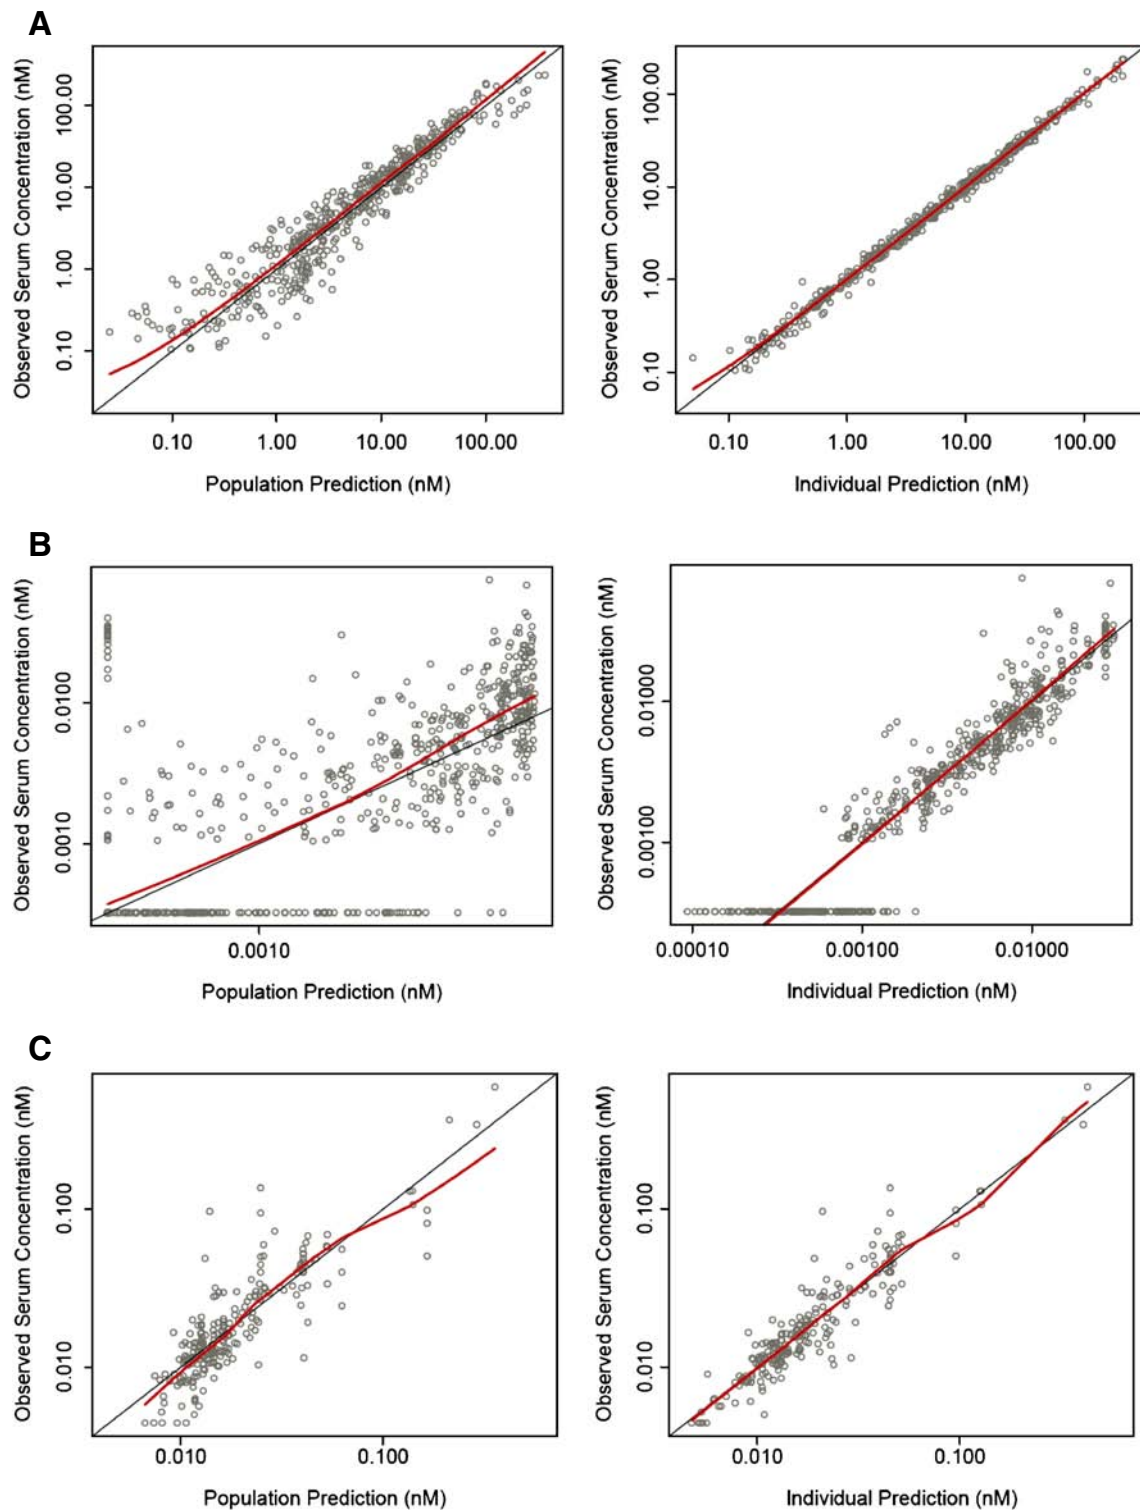 A
Observed Serum Concentration (nM)
100.00
10.00
1.00
0.10
0.10 1.00 10.00 100.00
Population Prediction (nM)
Observed Serum Concentration (nM)
100.00
10.00
1.00
0.10
0.10 1.00 10.00 100.00
Individual Prediction (nM)
B
Observed Serum Concentration (nM)
0.0100
0.0010
0.0010
Population Prediction (nM)
Observed Serum Concentration (nM)
0.01000
0.00100
0.00010 0.00100 0.01000
Individual Prediction (nM)
C
Observed Serum Concentration (nM)
0.100
0.010
0.010 0.100
Population Prediction (nM)
Observed Serum Concentration (nM)
0.100
0.010
0.010 0.100
Individual Prediction (nM)